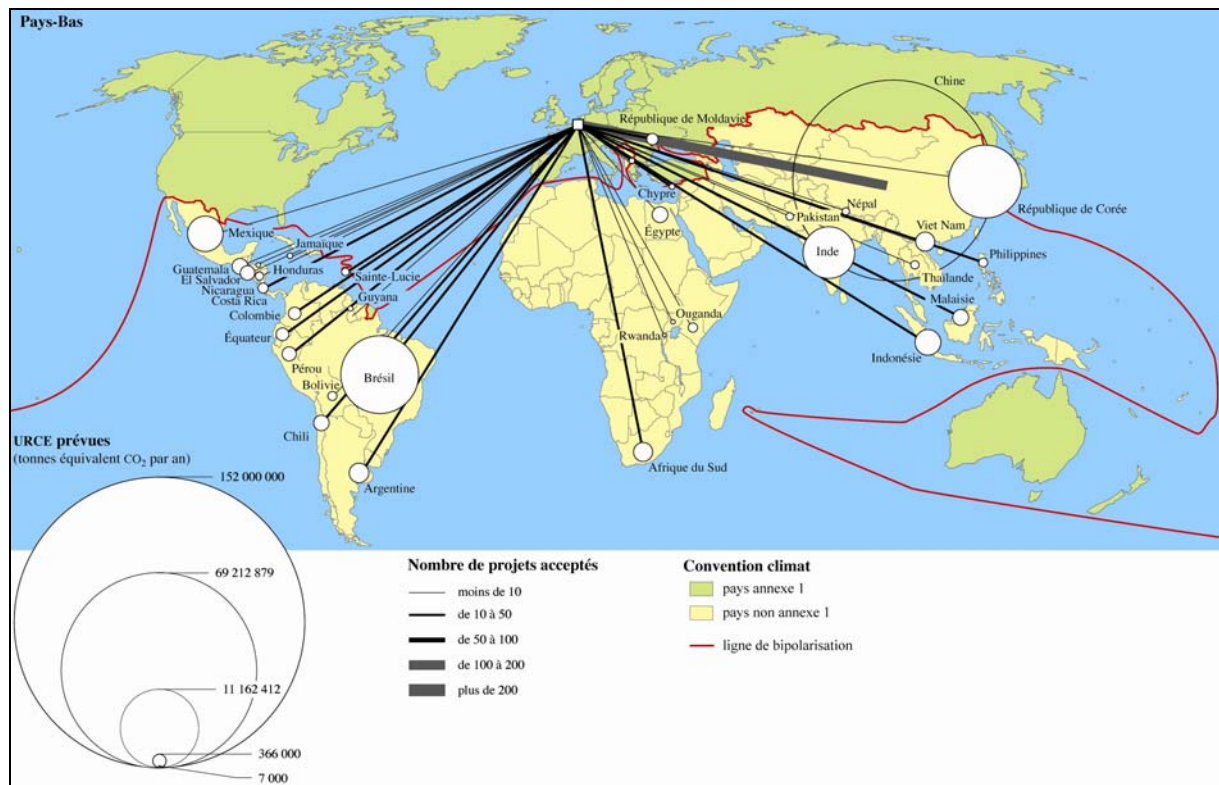 Pays-Bas
Chine
République de Moldavie
Chypre
Pakistan
Népal
République de Corée
Égypte
Inde
Viet Nam
Philippines
Thaïlande
Malaisie
Indonésie
Mexique
Jamaïque
Guatemala
Honduras
El Salvador
Sainte-Lucie
Nicaragua
Costa Rica
Guyana
Colombie
Équateur
Pérou
Bolivie
Brésil
Chili
Argentine
Ouganda
Rwanda
Afrique du Sud
URCE prévues
(tonnes équivalent CO₂ par an)
152 000 000
69 212 879
11 162 412
366 000
7 000
Nombre de projets acceptés
moins de 10
de 10 à 50
de 50 à 100
de 100 à 200
plus de 200
Convention climat
pays annexe 1
pays non annexe 1
ligne de bipolarisation